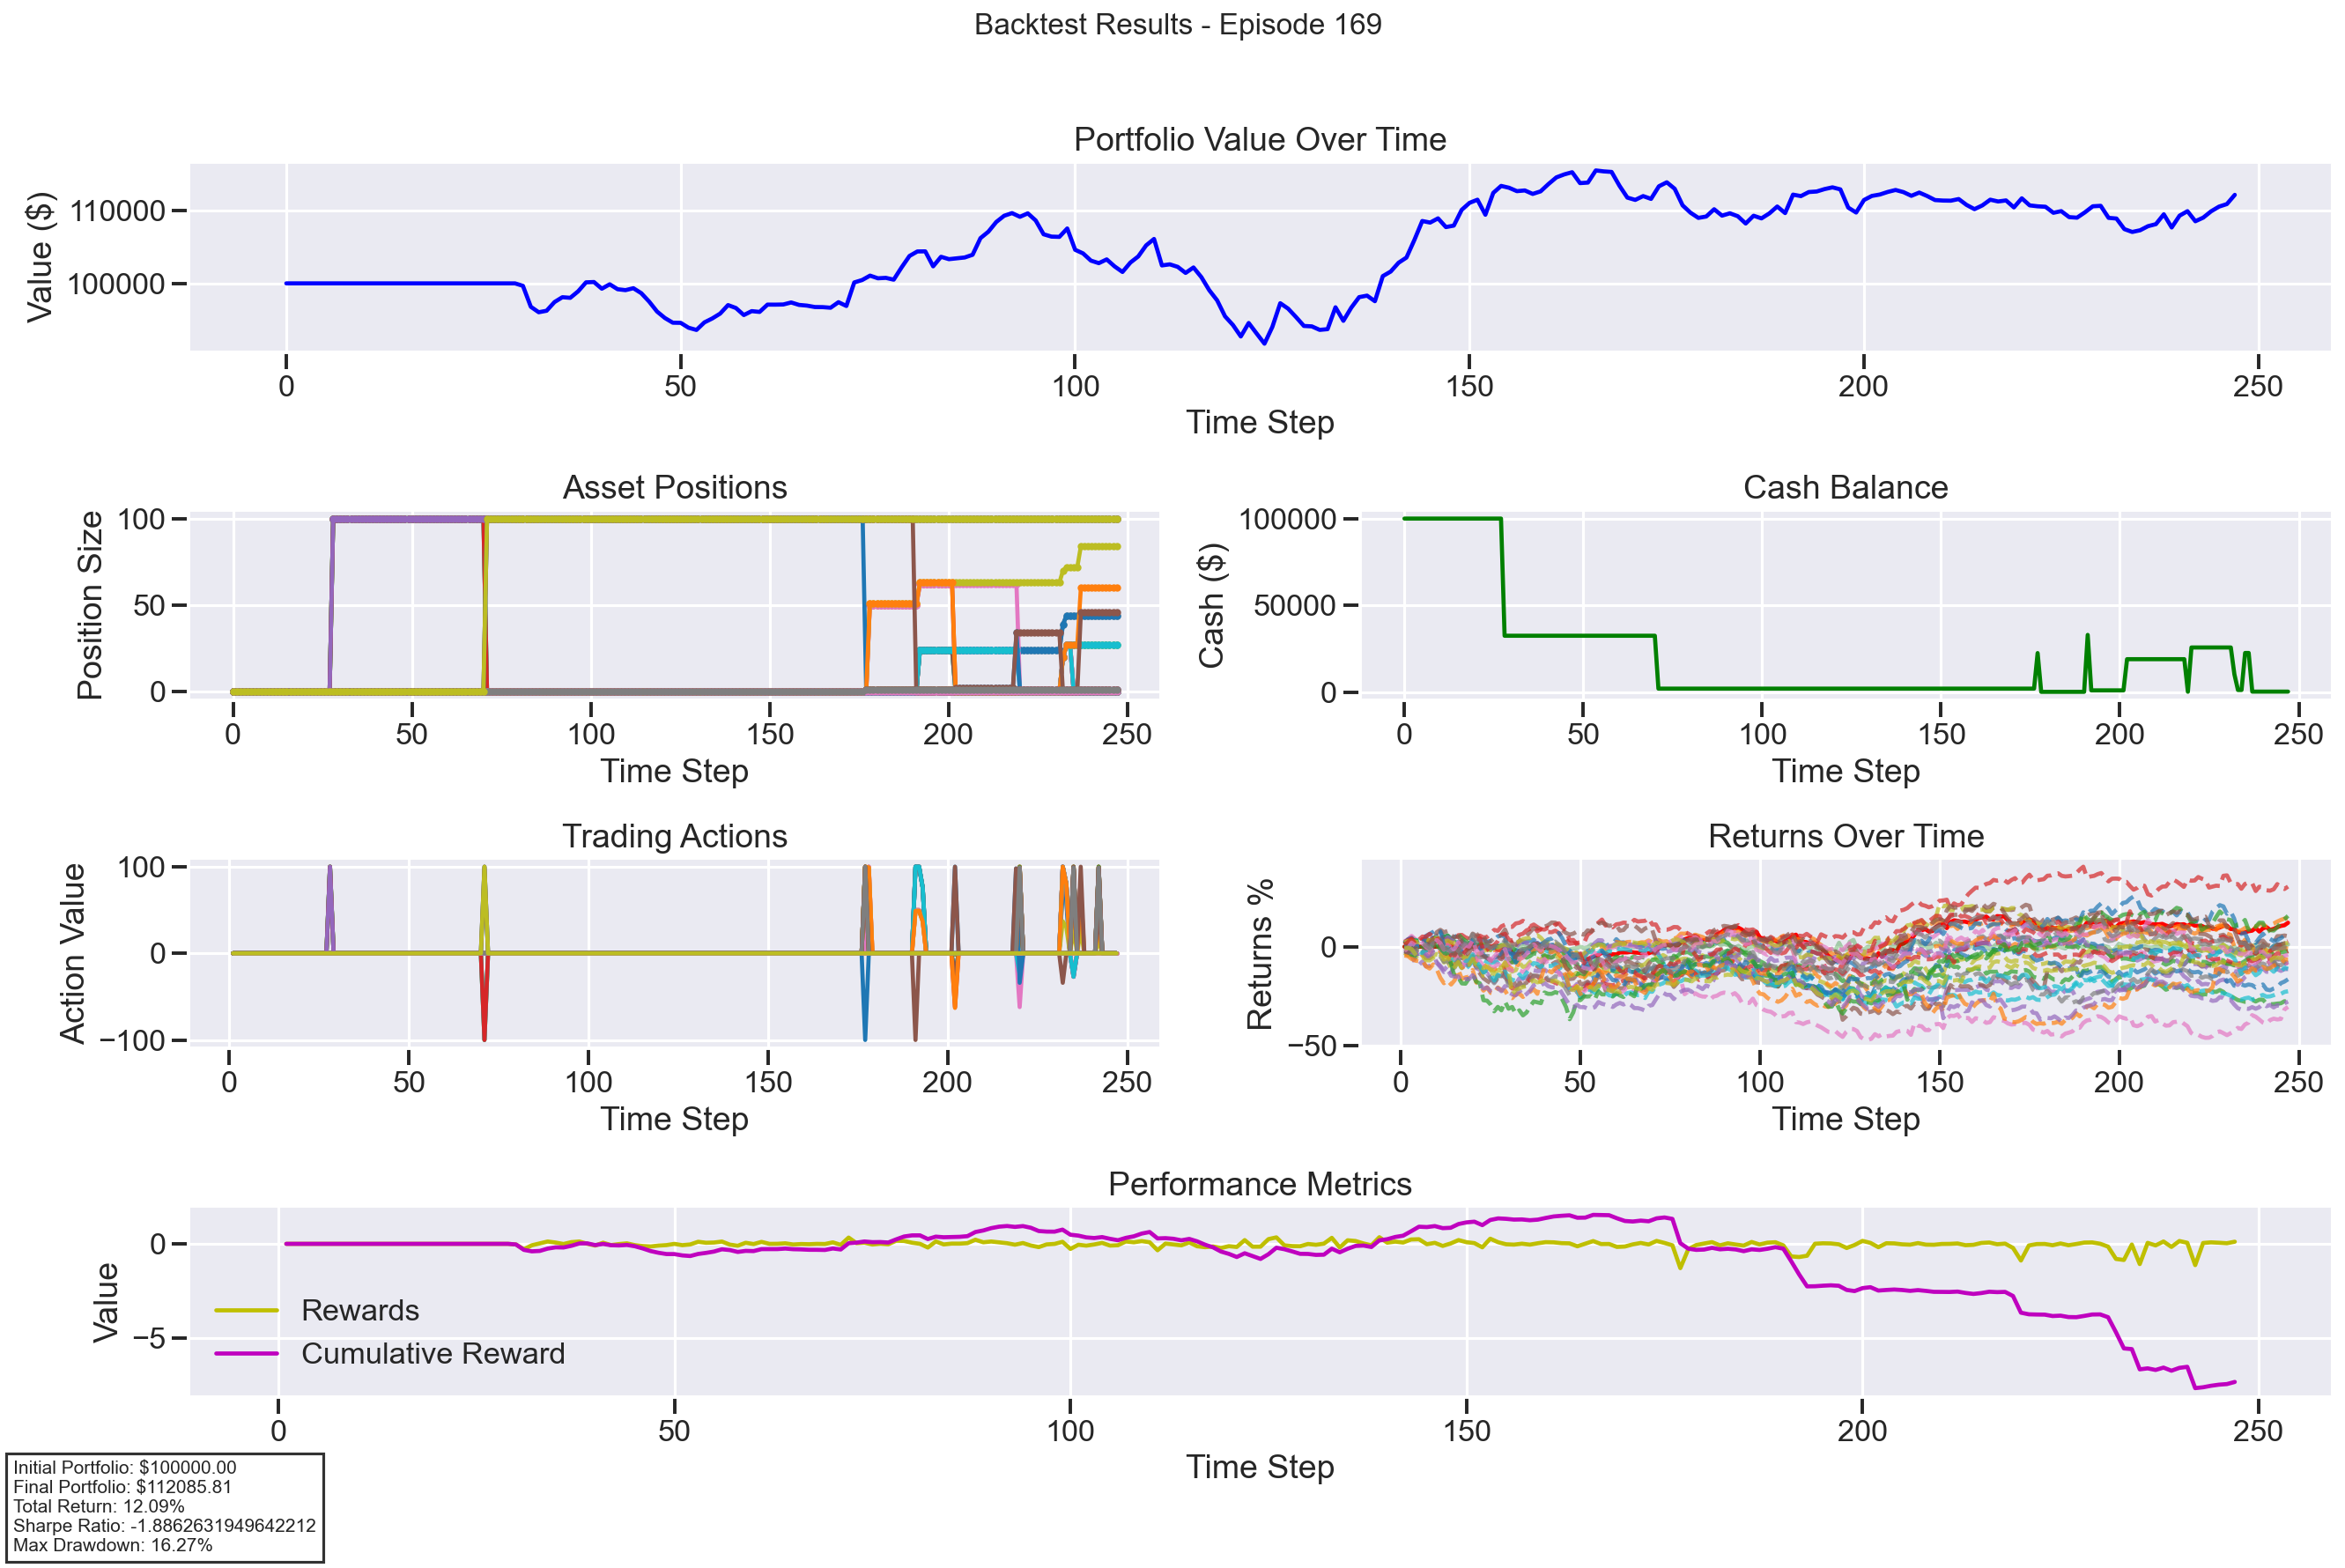 Backtest Results - Episode 169
Portfolio Value Over Time
Value ($)
110000
100000
0 50 100 150 200 250
Time Step
Asset Positions
Position Size
100
50
0
0 50 100 150 200 250
Time Step
Cash Balance
Cash ($)
100000
50000
0
0 50 100 150 200 250
Time Step
Trading Actions
Action Value
100
0
−100
0 50 100 150 200 250
Time Step
Returns Over Time
Returns %
0
−50
0 50 100 150 200 250
Time Step
Performance Metrics
Value
0
−5
Rewards
Cumulative Reward
0 50 100 150 200 250
Time Step
Initial Portfolio: $100000.00
Final Portfolio: $112085.81
Total Return: 12.09%
Sharpe Ratio: -1.8862631949642212
Max Drawdown: 16.27%